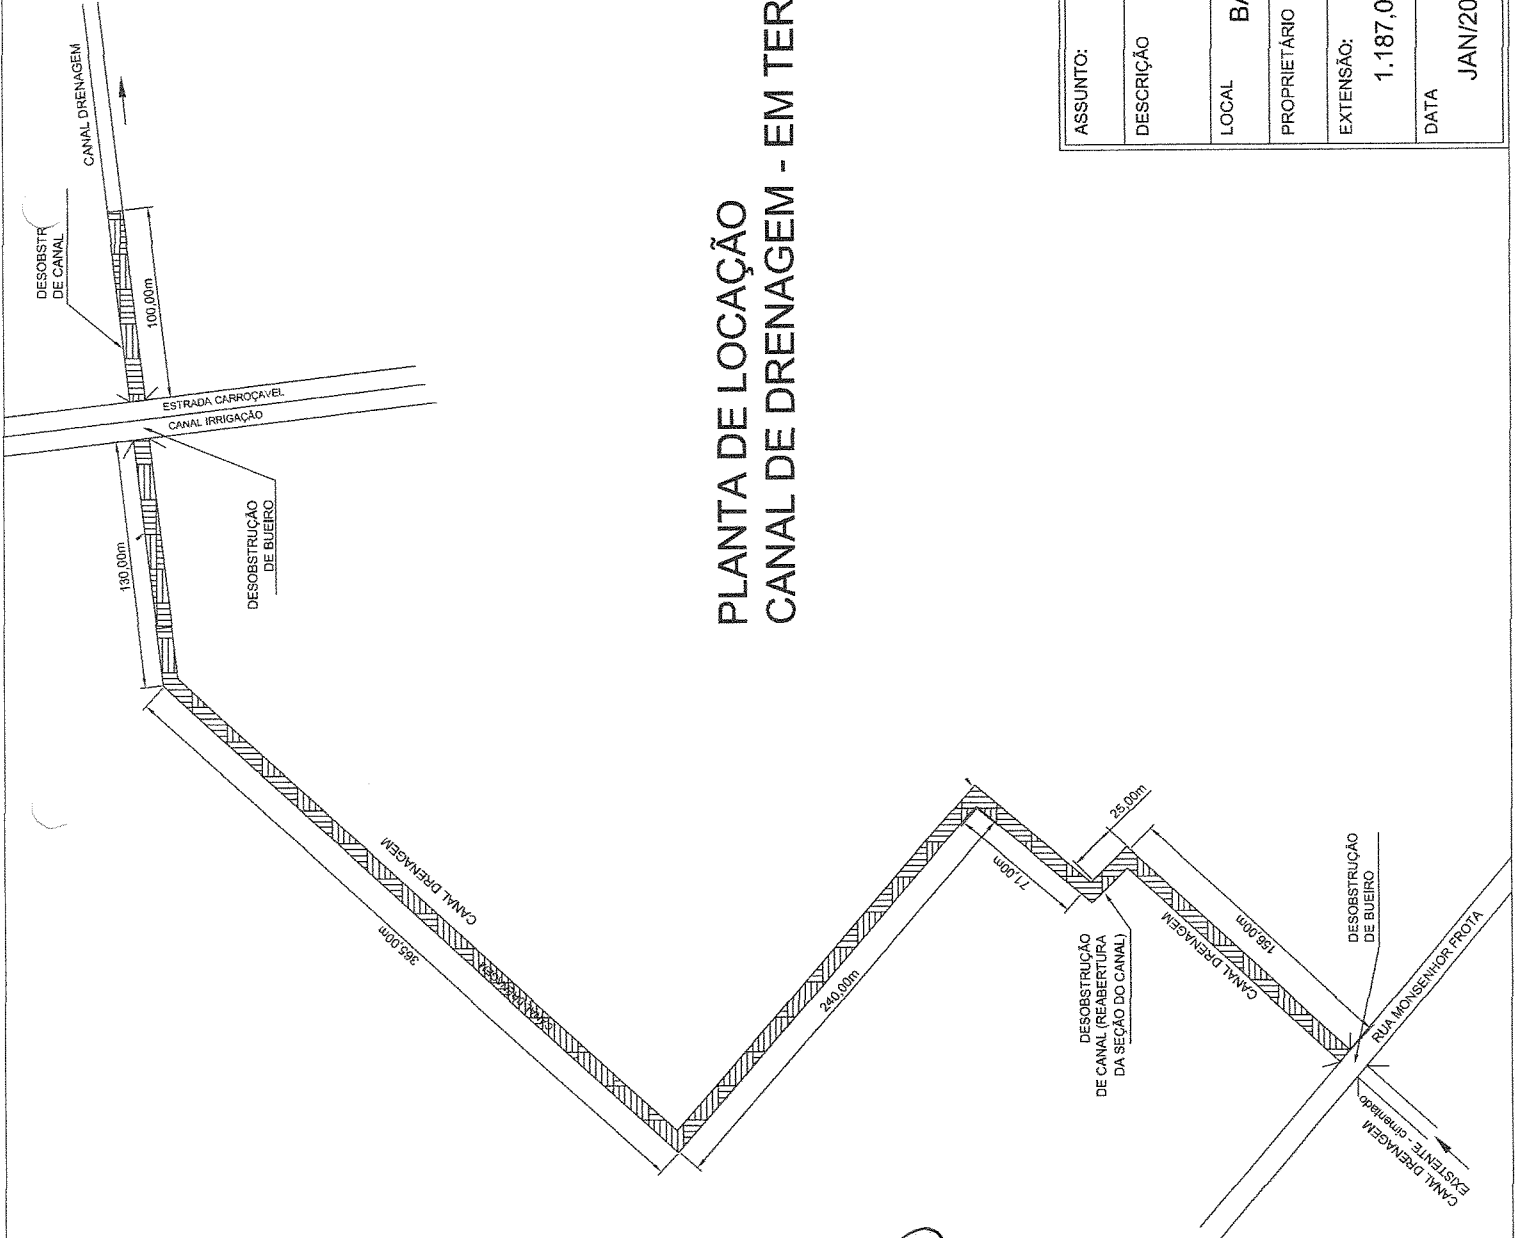 PLANTA DE LOCAÇÃO
CANAL DE DRENAGEM - EM TER
CANAL DRENAGEM
DESOBSTR
DE CANAL
100,00m
ESTRADA CARROÇAVEL
CANAL IRRIGAÇÃO
130,00m
DESOBSTRUÇÃO
DE BUEIRO
365,00m
CANAL DRENAGEM
240,00m
71,00m
25,00m
DESOBSTRUÇÃO
DE CANAL (REABERTURA
DA SEÇÃO DO CANAL)
CANAL DRENAGEM
156,00m
DESOBSTRUÇÃO
DE BUEIRO
RUA MONSENHOR FROTA
CANAL DRENAGEM
EXISTENTE - cimentado
ASSUNTO:
DESCRIÇÃO
LOCAL
BA
PROPRIETÁRIO
EXTENSÃO:
1.187,0
DATA
JAN/20